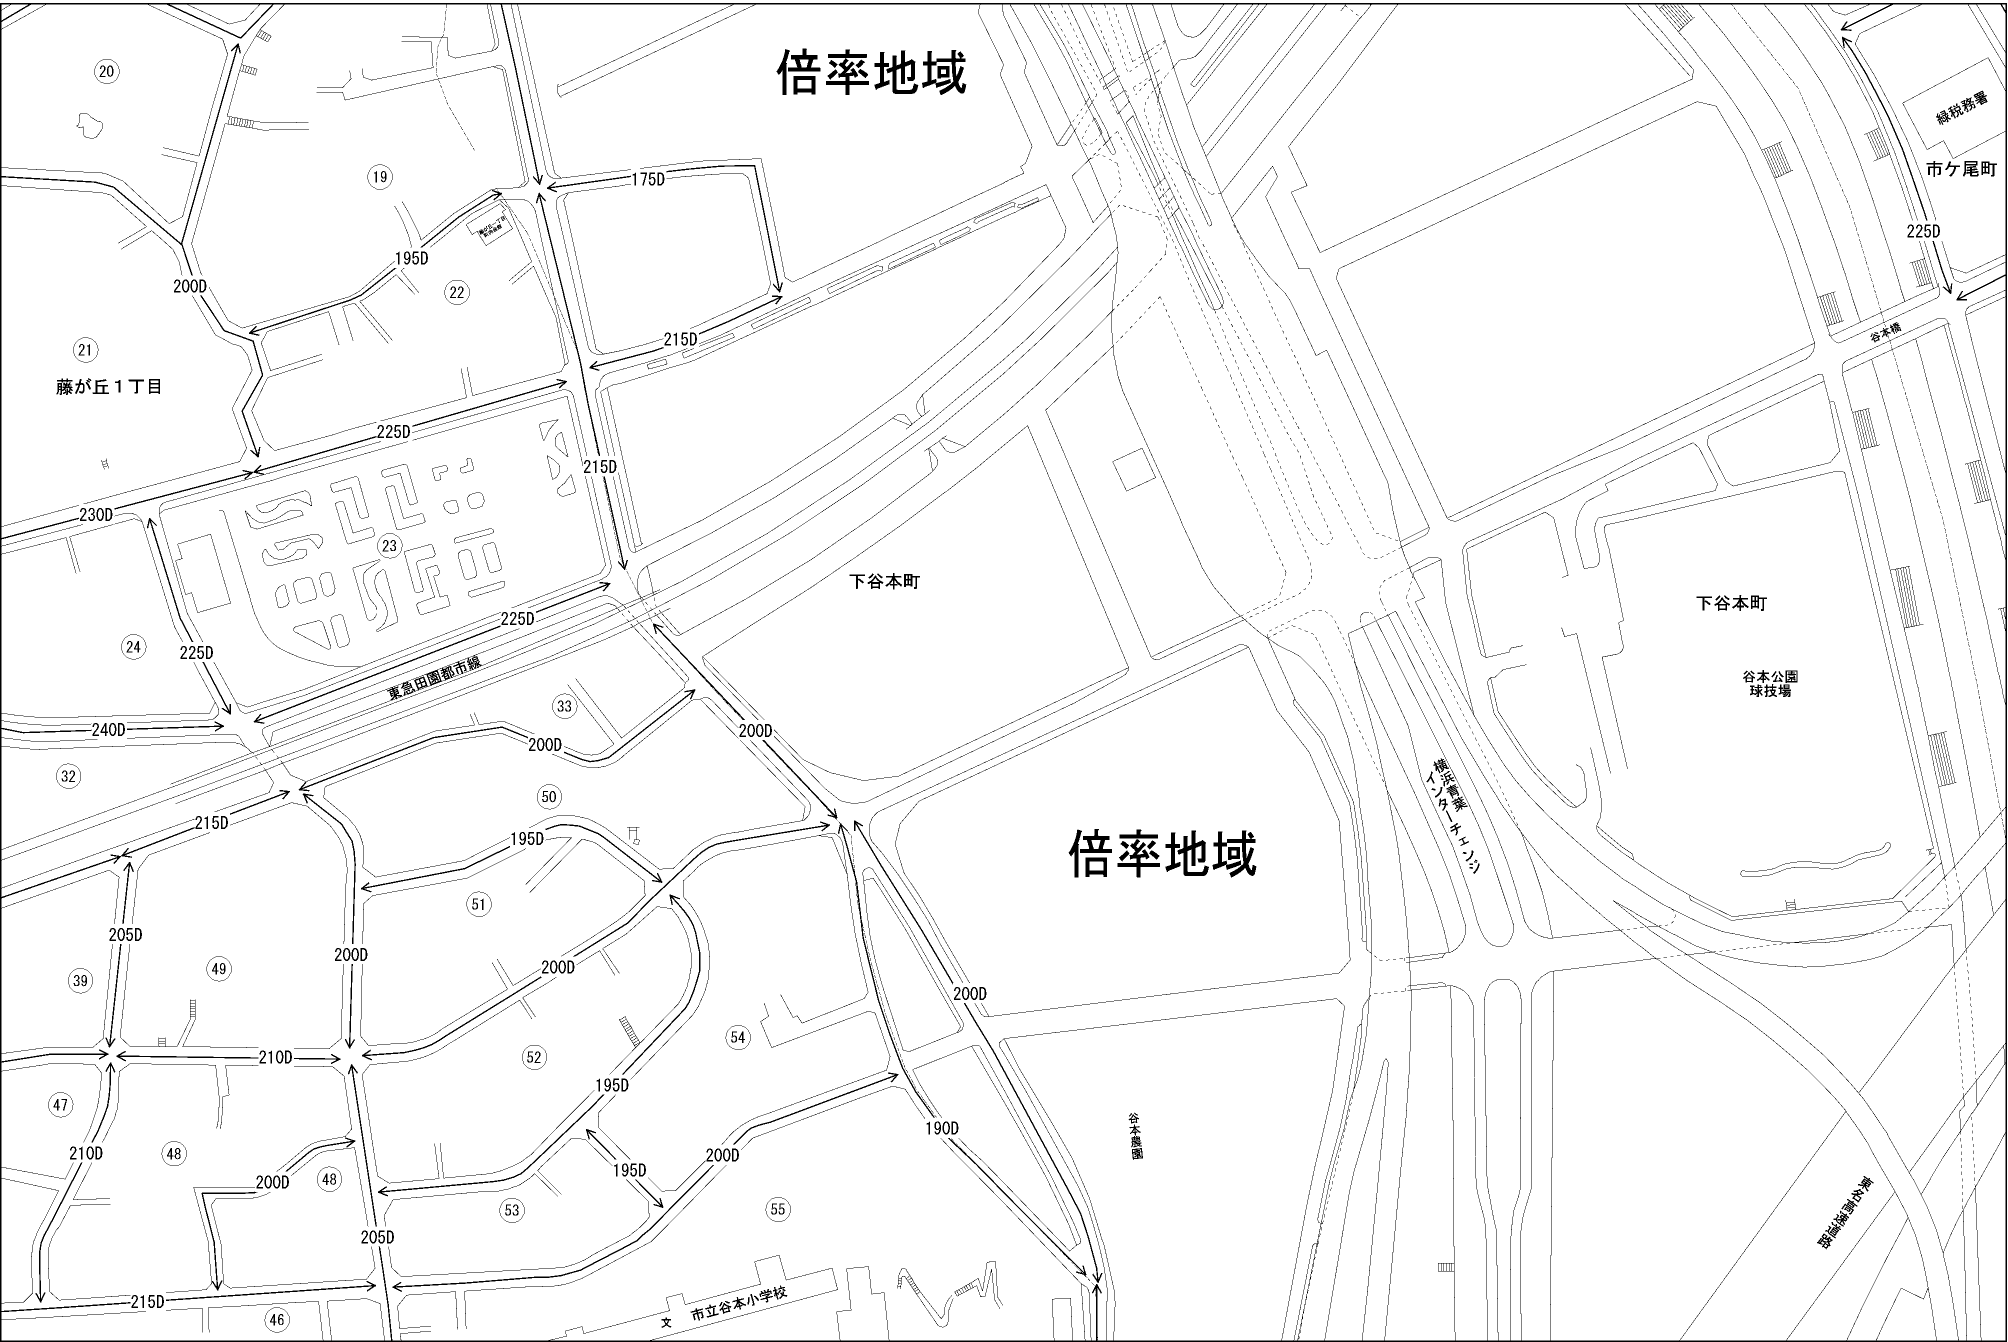 20
倍率地域
緑税務署
市ケ尾町
19
175D
225D
195D
200D
22
谷本橋
21
215D
藤が丘１丁目
225D
215D
230D
23
下谷本町
下谷本町
225D
24
225D
東急田園都市線
谷本公園
球技場
33
240D
200D
200D
32
横浜青葉
インターチェンジ
50
215D
195D
倍率地域
51
205D
200D
49
200D
39
200D
54
210D
52
195D
47
190D
谷本農園
210D
48
200D
195D
200D
48
53
55
205D
東名高速道路
215D
46
市立谷本小学校
文